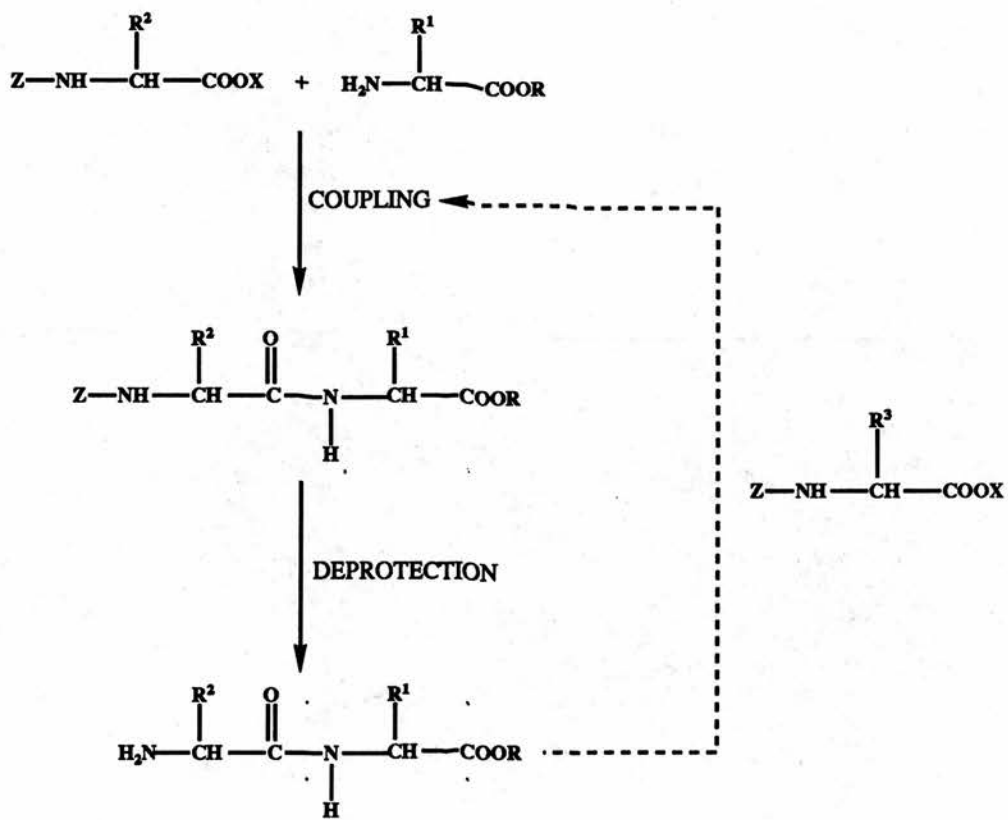 R² R¹
Z—NH—CH—COOX + H₂N—CH—COOR
COUPLING
R² O R¹
Z—NH—CH—C—N—CH—COOR
H
R³
Z—NH—CH—COOX
DEPROTECTION
R² O R¹
H₂N—CH—C—N—CH—COOR
H